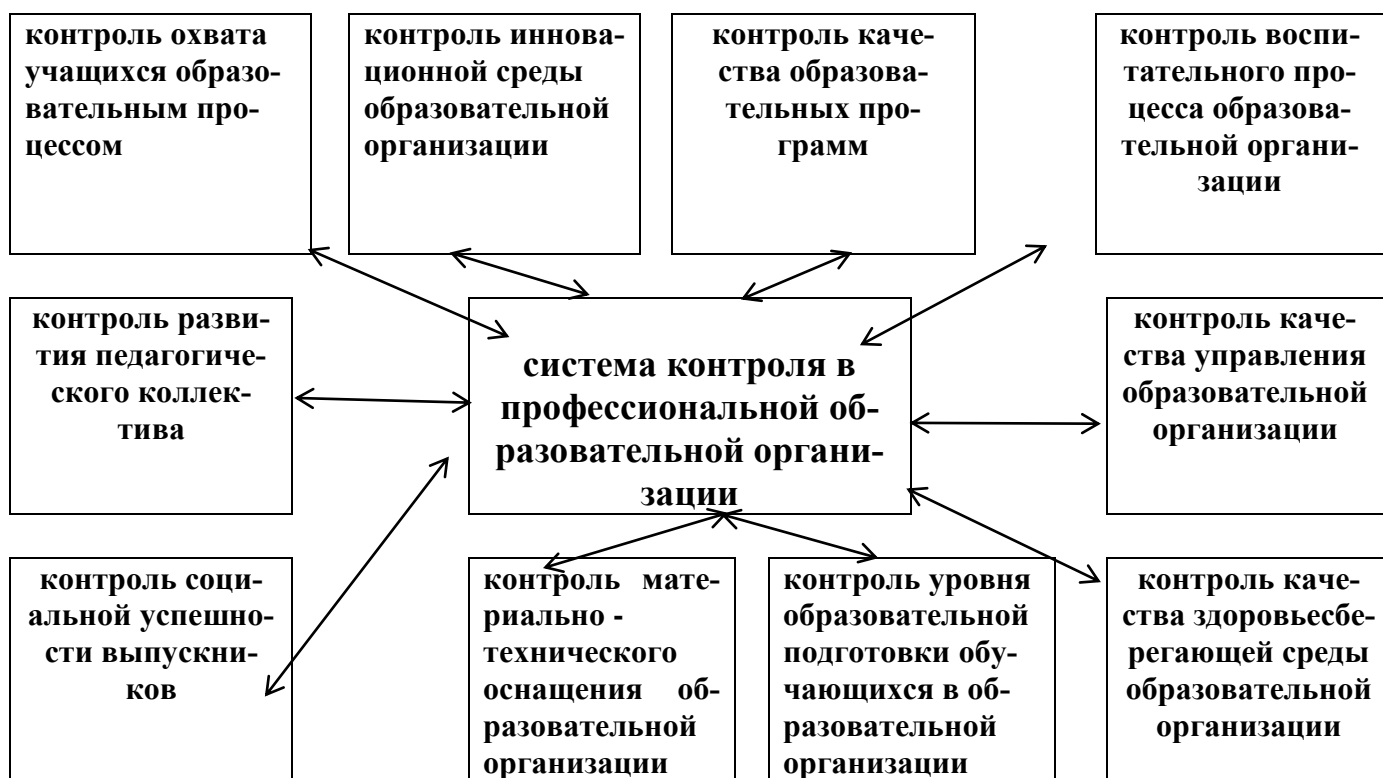 контроль охвата
учащихся образо-
вательным про-
цессом
контроль иннова-
ционной среды
образовательной
организации
контроль каче-
ства образова-
тельных про-
грамм
контроль воспи-
тательного про-
цесса образова-
тельной органи-
зации
контроль разви-
тия педагогиче-
ского коллек-
тива
система контроля в
профессиональной об-
разовательной органи-
зации
контроль каче-
ства управления
образовательной
организации
контроль соци-
альной успешно-
сти выпускни-
ков
контроль мате-
риально -
технического
оснащения об-
разовательной
организации
контроль уровня
образовательной
подготовки обу-
чающихся в об-
разовательной
организации
контроль каче-
ства здоровьесбе-
регающей среды
образовательной
организации